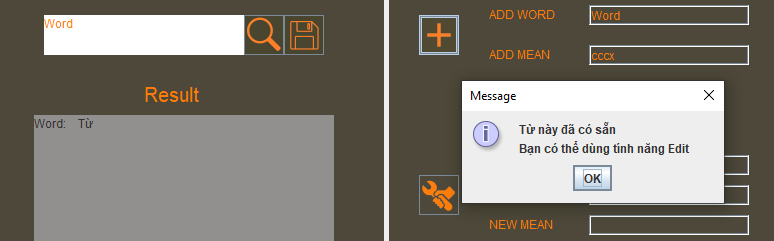 Word
Result
Word: Từ
ADD WORD
Word
ADD MEAN
cccx
Message
Từ này đã có sẵn
Bạn có thể dùng tính năng Edit
OK
NEW MEAN